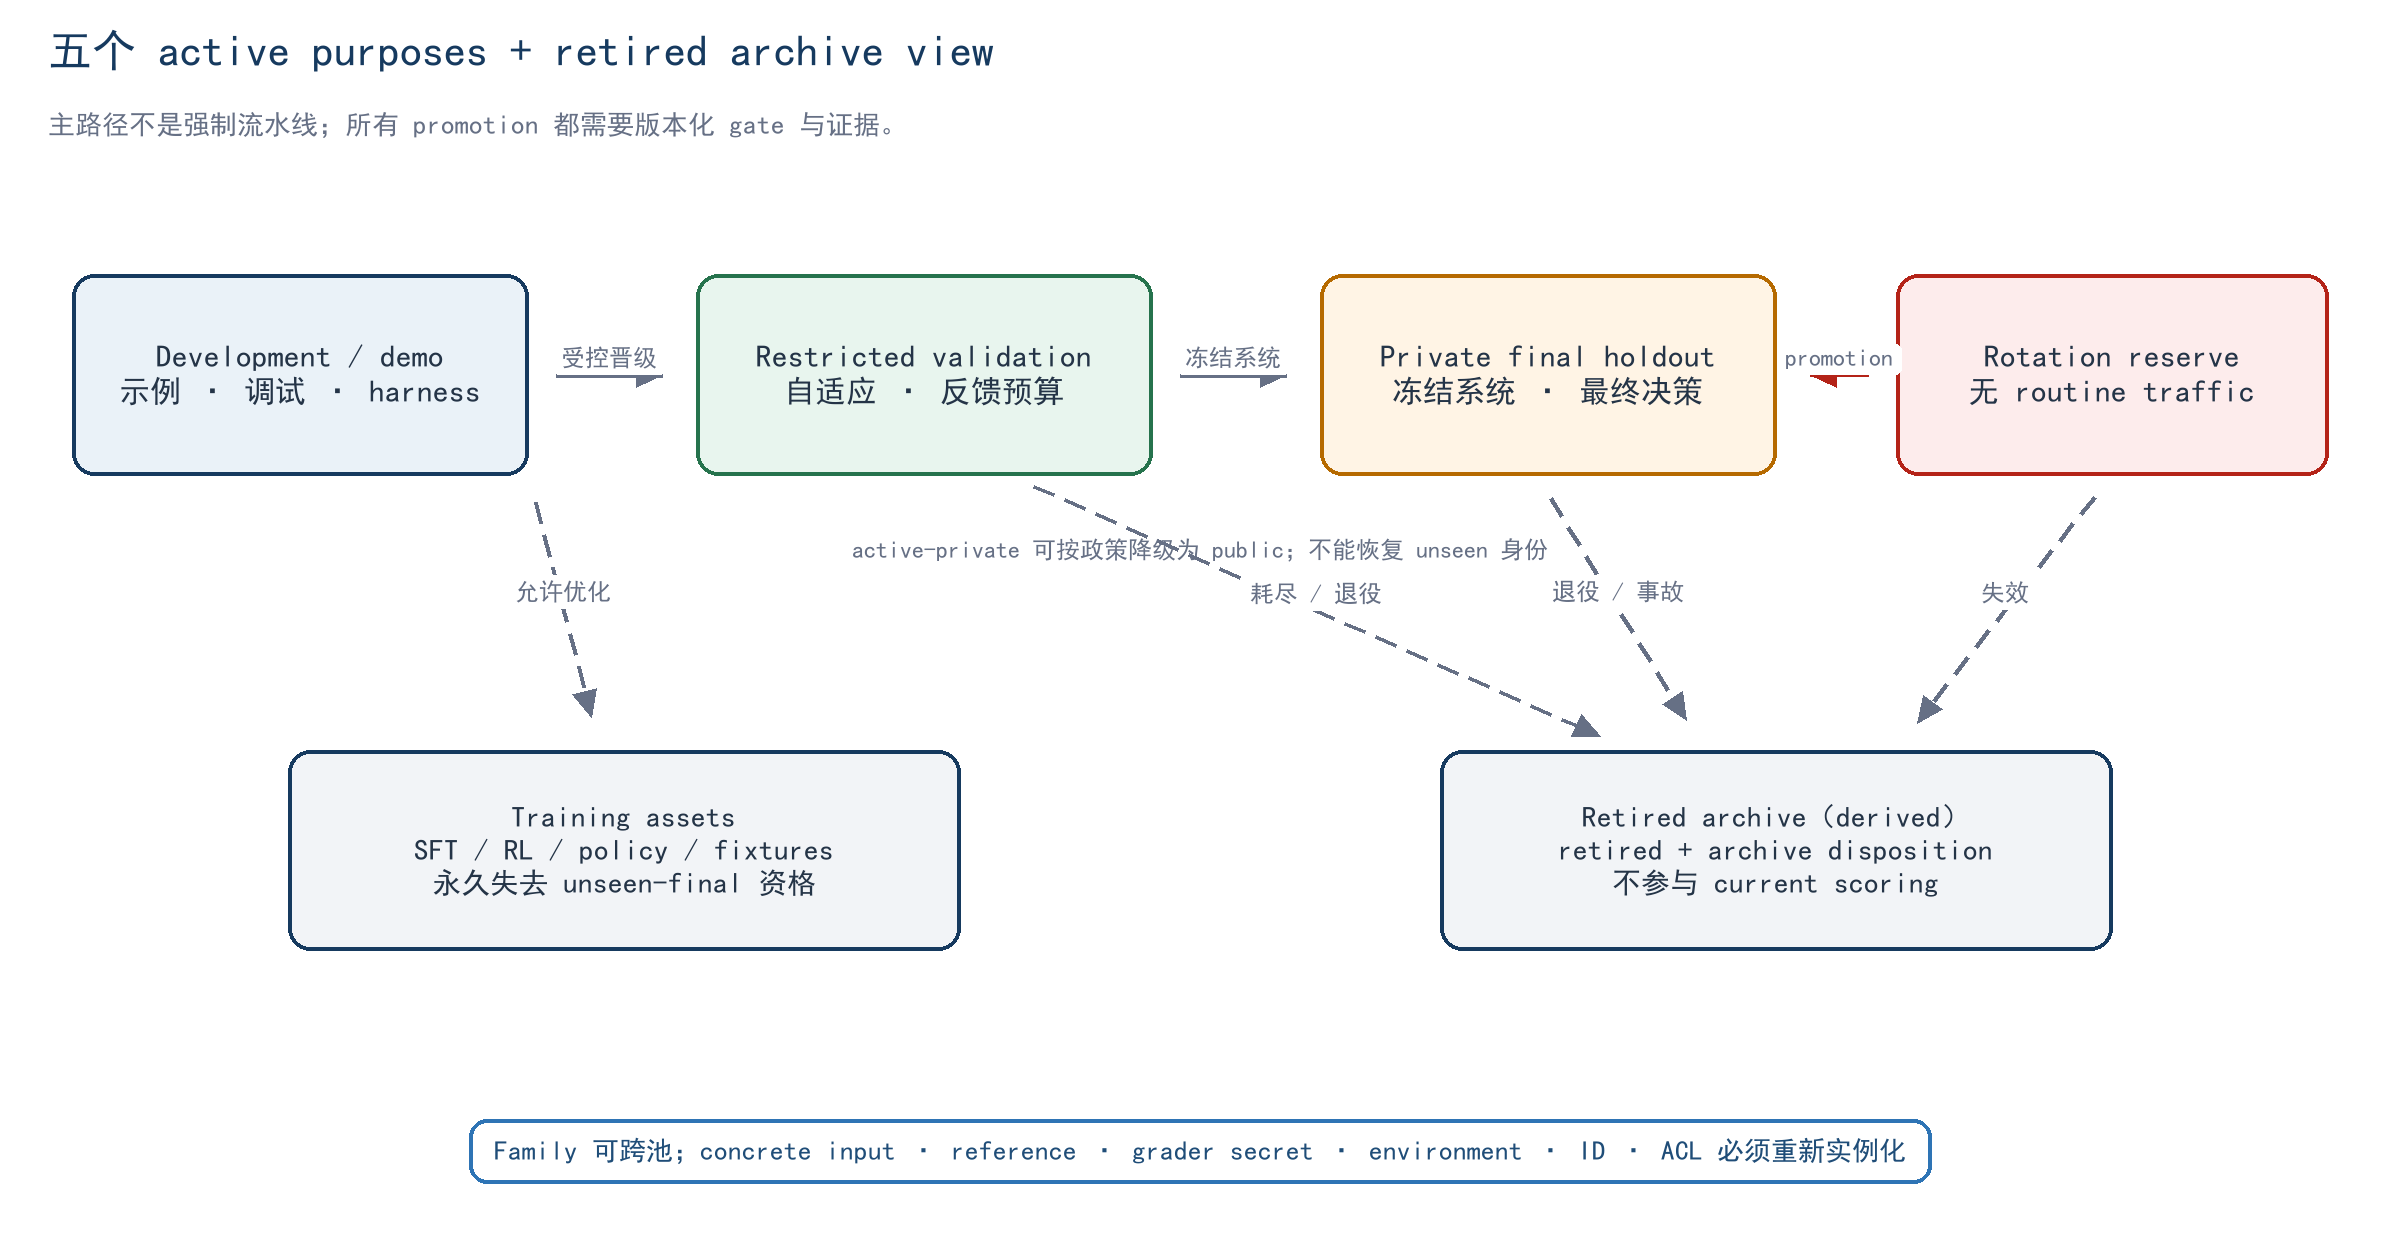 五个 active purposes + retired archive view
主路径不是强制流水线；所有 promotion 都需要版本化 gate 与证据。
Development / demo
示例 · 调试 · harness
受控晋级
Restricted validation
自适应 · 反馈预算
冻结系统
Private final holdout
冻结系统 · 最终决策
promotion
Rotation reserve
无 routine traffic
active-private 可按政策降级为 public；不能恢复 unseen 身份
允许优化
耗尽 / 退役
退役 / 事故
失效
Training assets
SFT / RL / policy / fixtures
永久失去 unseen-final 资格
Retired archive（derived）
retired + archive disposition
不参与 current scoring
Family 可跨池；concrete input · reference · grader secret · environment · ID · ACL 必须重新实例化